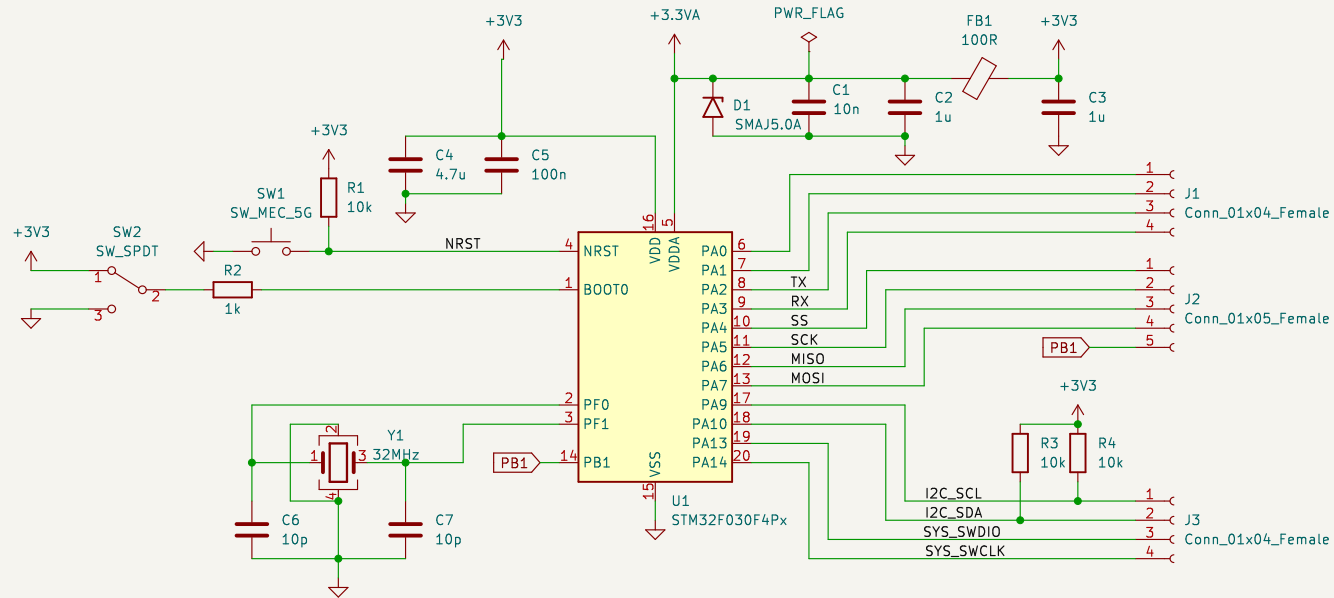 +3V3
+3.3VA
PWR_FLAG
FB1
100R
+3V3
D1
SMAJ5.0A
C1
10n
C2
1u
C3
1u
+3V3
R1
10k
C4
4.7u
C5
100n
SW1
SW_MEC_5G
+3V3
SW2
SW_SPDT
1
2
3
R2
1k
NRST
4
NRST
1
BOOT0
2
PF0
3
PF1
PB1
14
PB1
16
VDD
5
VDDA
VSS
15
U1
STM32F030F4Px
PA0
6
PA1
7
PA2
8
TX
PA3
9
RX
PA4
10
SS
PA5
11
SCK
PA6
12
MISO
PA7
13
MOSI
PA9
17
PA10
18
PA13
19
PA14
20
1
2
3
4
J1
Conn_01x04_Female
1
2
3
4
5
J2
Conn_01x05_Female
PB1
+3V3
R3
10k
R4
10k
I2C_SCL
I2C_SDA
SYS_SWDIO
SYS_SWCLK
1
2
3
4
J3
Conn_01x04_Female
Y1
32MHz
1
2
3
4
C6
10p
C7
10p